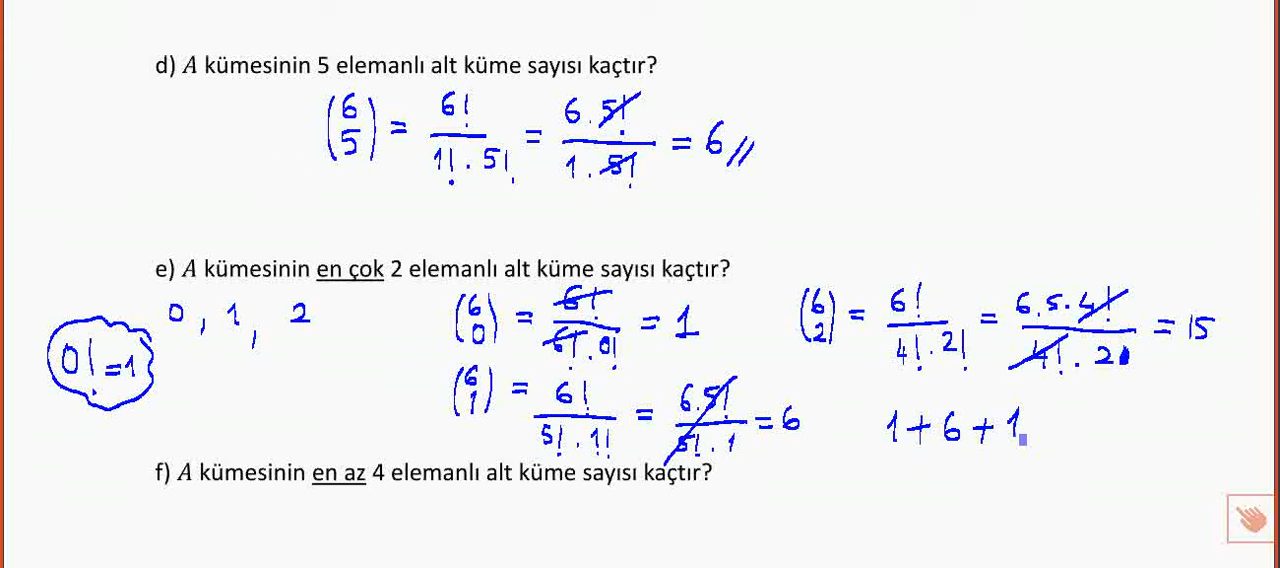 d) A kümesinin 5 elemanlı alt küme sayısı kaçtır?
(6 5) = 6! / 1! . 5! = 6 . 5! / 1 . 5! = 6 //
e) A kümesinin en çok 2 elemanlı alt küme sayısı kaçtır?
0 , 1 , 2
0! = 1
(6 0) = 6! / 6! . 0! = 1
(6 1) = 6! / 5! . 1! = 6.5! / 5! . 1 = 6
(6 2) = 6! / 4! . 2! = 6.5.4! / 4! . 2 = 15
1 + 6 + 1
f) A kümesinin en az 4 elemanlı alt küme sayısı kaçtır?